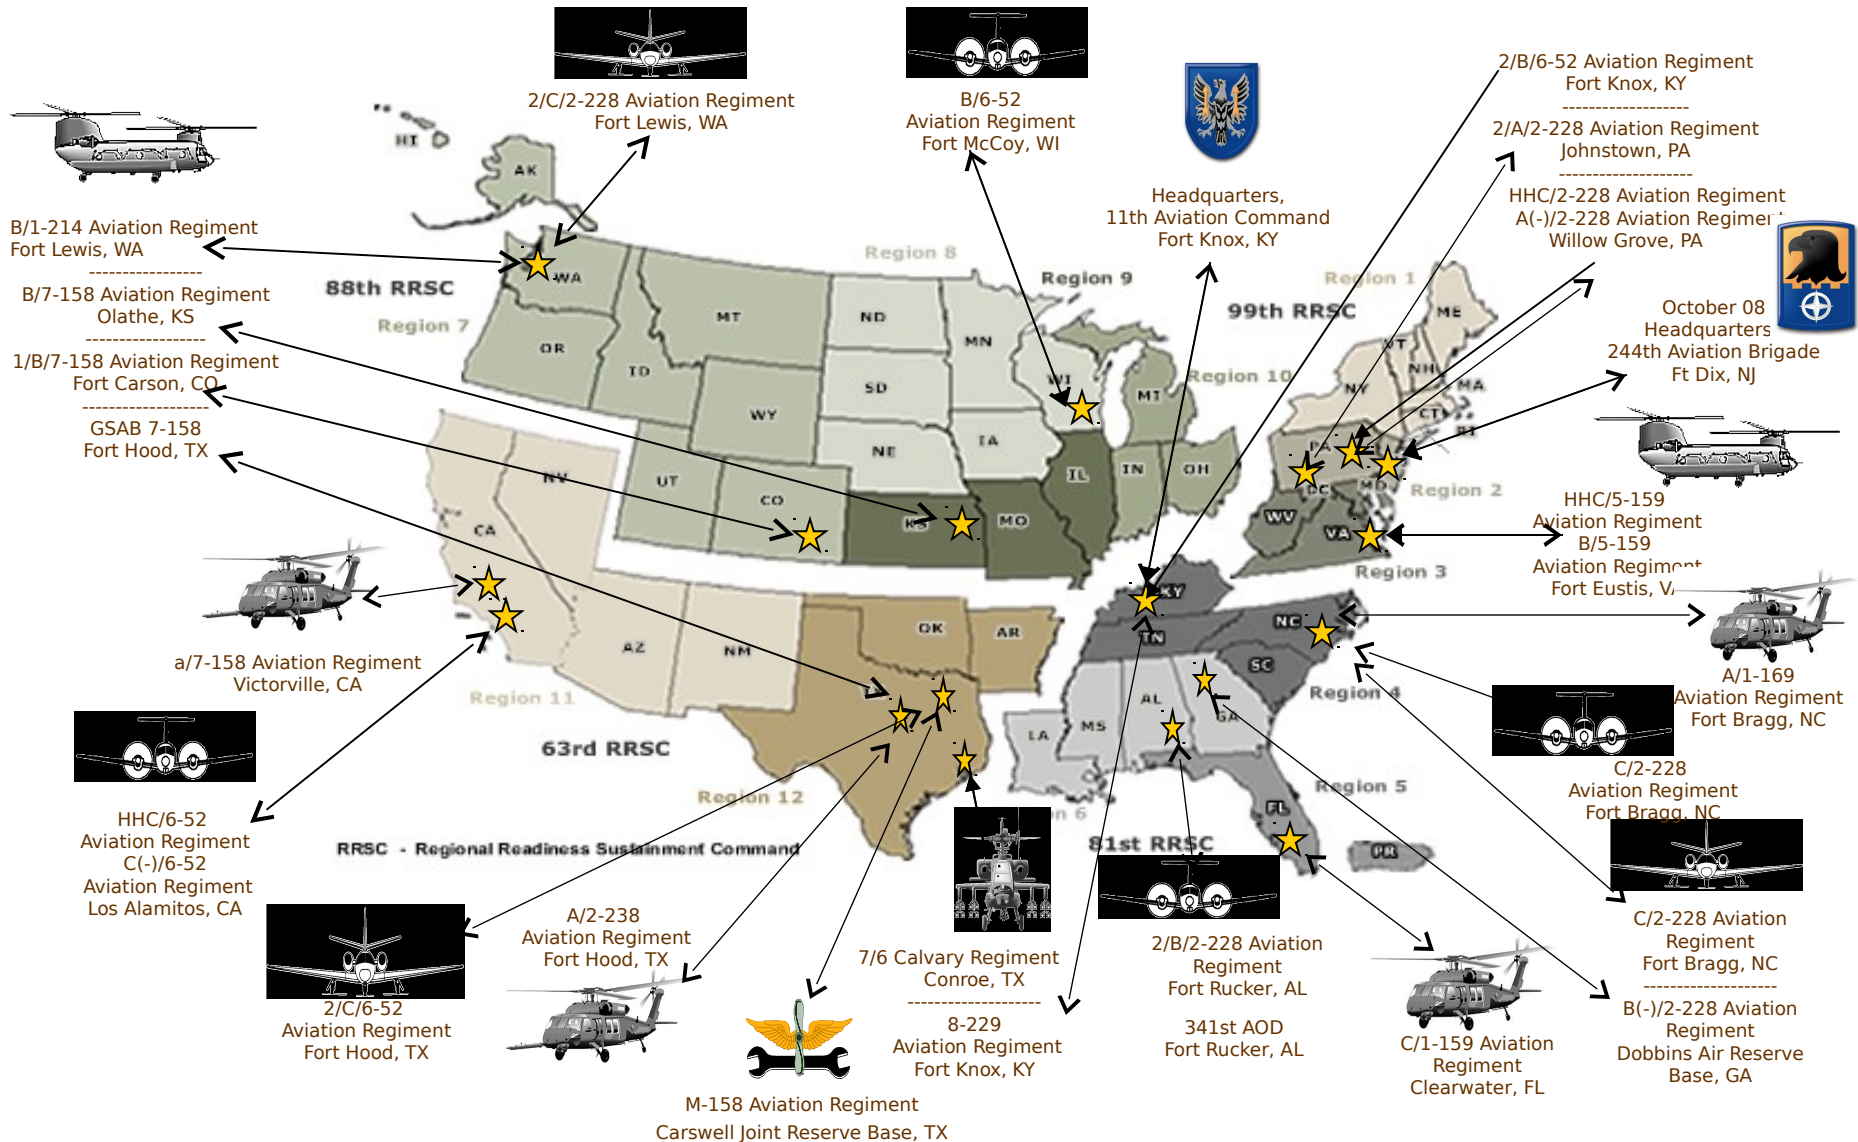 2/C/2-228 Aviation Regiment
Fort Lewis, WA
B/6-52
Aviation Regiment
Fort McCoy, WI
Headquarters,
11th Aviation Command
Fort Knox, KY
2/B/6-52 Aviation Regiment
Fort Knox, KY
-------------------
2/A/2-228 Aviation Regiment
Johnstown, PA
--------------------
HHC/2-228 Aviation Regiment
A(-)/2-228 Aviation Regiment
Willow Grove, PA
October 08
Headquarters
244th Aviation Brigade
Ft Dix, NJ
HHC/5-159
Aviation Regiment
B/5-159
Aviation Regiment
Fort Eustis, VA
A/1-169
Aviation Regiment
Fort Bragg, NC
C/2-228
Aviation Regiment
Fort Bragg, NC
C/2-228 Aviation
Regiment
Fort Bragg, NC
--------------------
B(-)/2-228 Aviation
Regiment
Dobbins Air Reserve
Base, GA
C/1-159 Aviation
Regiment
Clearwater, FL
2/B/2-228 Aviation
Regiment
Fort Rucker, AL
341st AOD
Fort Rucker, AL
7/6 Calvary Regiment
Conroe, TX
--------------------
8-229
Aviation Regiment
Fort Knox, KY
M-158 Aviation Regiment
Carswell Joint Reserve Base, TX
A/2-238
Aviation Regiment
Fort Hood, TX
2/C/6-52
Aviation Regiment
Fort Hood, TX
HHC/6-52
Aviation Regiment
C(-)/6-52
Aviation Regiment
Los Alamitos, CA
a/7-158 Aviation Regiment
Victorville, CA
B/1-214 Aviation Regiment
Fort Lewis, WA
-----------------
B/7-158 Aviation Regiment
Olathe, KS
------------------
1/B/7-158 Aviation Regiment
Fort Carson, CO
-------------------
GSAB 7-158
Fort Hood, TX
HI
AK
88th RRSC
Region 7
Region 8
Region 9
Region 10
99th RRSC
Region 1
Region 2
Region 3
Region 4
Region 5
81st RRSC
63rd RRSC
Region 11
Region 12
RRSC - Regional Readiness Sustainment Command
WA
OR
ID
MT
WY
UT
CO
ND
SD
NE
MN
IA
WI
MI
IL
IN
OH
KS
MO
NV
CA
AZ
NM
OK
AR
LA
MS
AL
GA
FL
PR
KY
TN
NC
SC
WV
VA
DC
MD
PA
NY
VT
NH
ME
MA
CT
RI